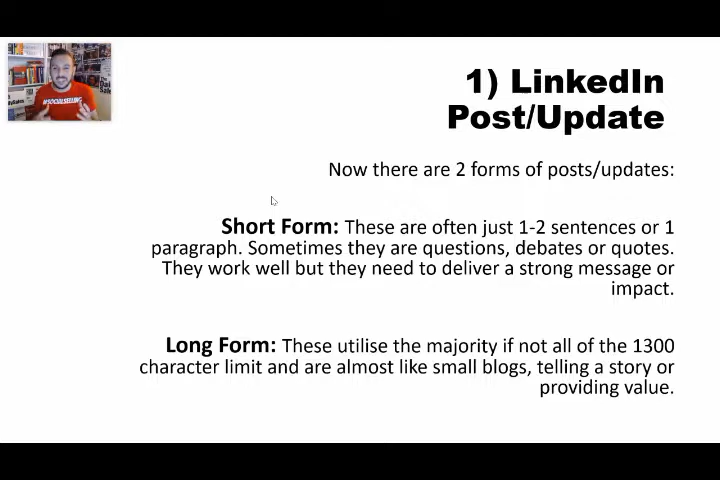 1) LinkedIn
Post/Update
Now there are 2 forms of posts/updates:
Short Form: These are often just 1-2 sentences or 1
paragraph. Sometimes they are questions, debates or quotes.
They work well but they need to deliver a strong message or
impact.
Long Form: These utilise the majority if not all of the 1300
character limit and are almost like small blogs, telling a story or
providing value.
#SOCIALSELLING